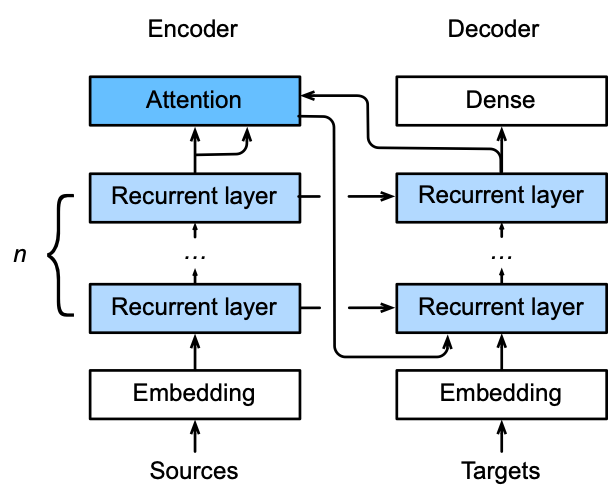 Encoder
Decoder
Attention
Dense
Recurrent layer
Recurrent layer
n
...
...
Recurrent layer
Recurrent layer
Embedding
Embedding
Sources
Targets